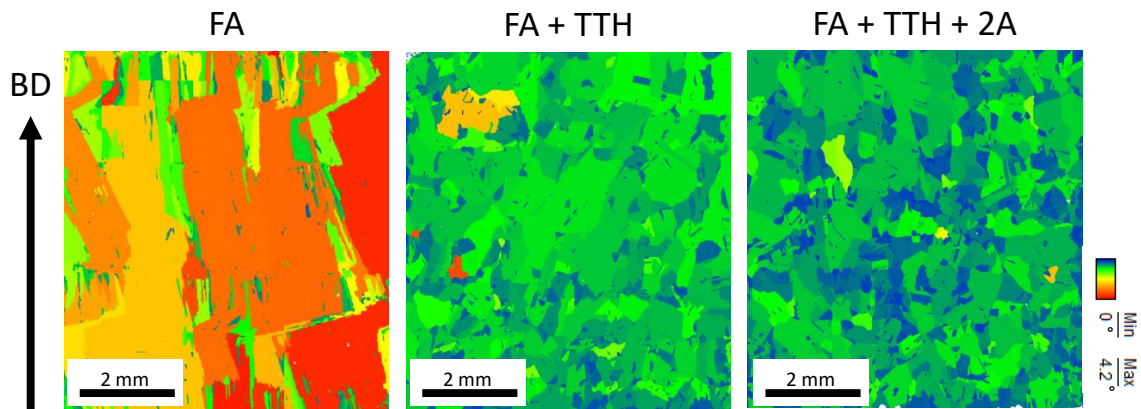 FA
FA + TTH
FA + TTH + 2A
BD
2 mm
2 mm
2 mm
Min Max
0° 4.2°